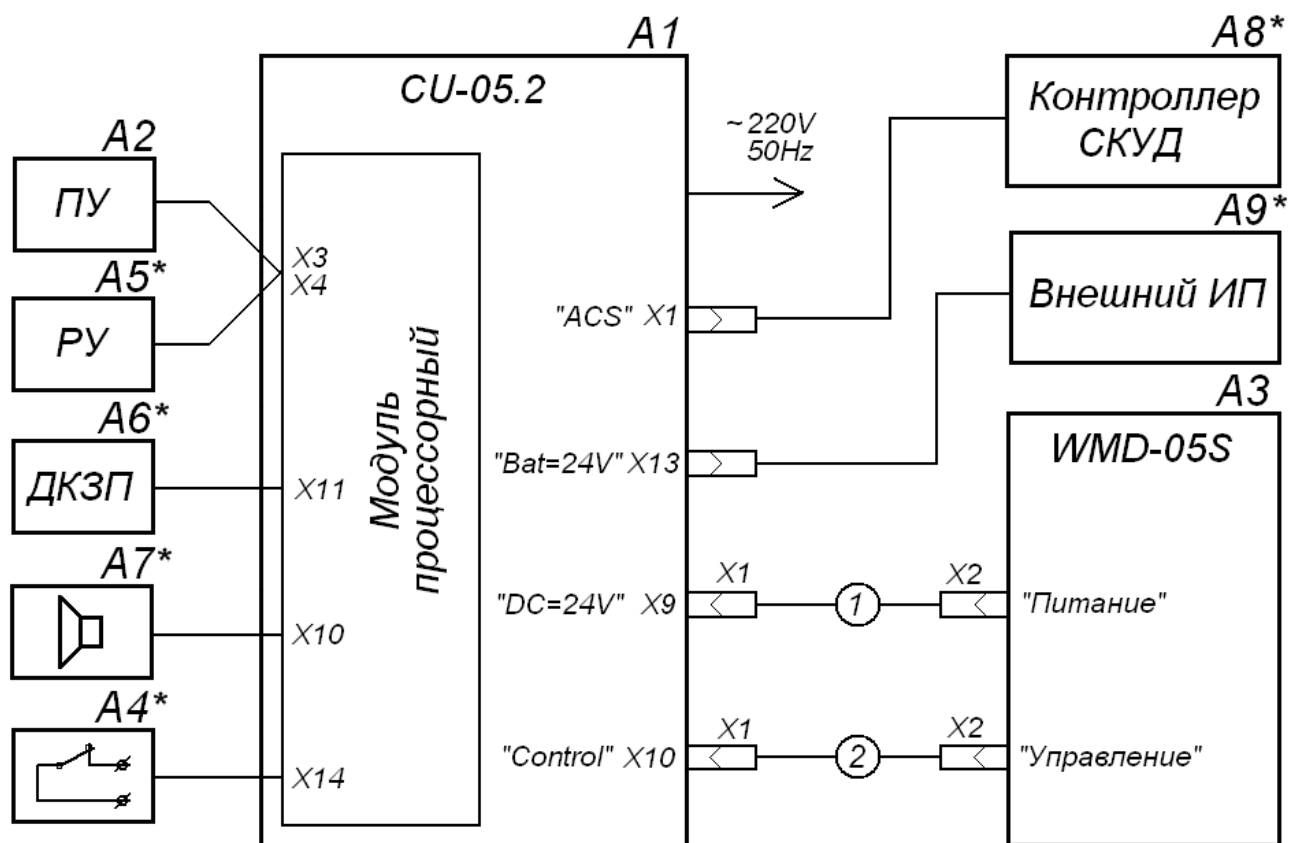 A1
CU-05.2
A2
ПУ
A5*
РУ
A6*
ДКЗП
A7*
A4*
X3
X4
X11
X10
X14
Модуль
процессорный
~220V
50Hz
"ACS" X1
"Bat=24V" X13
"DC=24V" X9
"Control" X10
X1
1
X2
X1
2
X2
A8*
Контроллер
СКУД
A9*
Внешний ИП
A3
WMD-05S
"Питание"
"Управление"